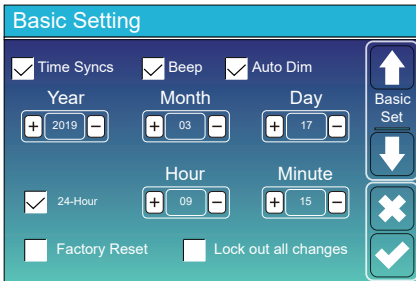 Basic Setting
Time Syncs Beep Auto Dim
Year Month Day
+ 2019 − + 03 − + 17 −
Basic
Set
Hour Minute
24-Hour + 09 − + 15 −
Factory Reset Lock out all changes